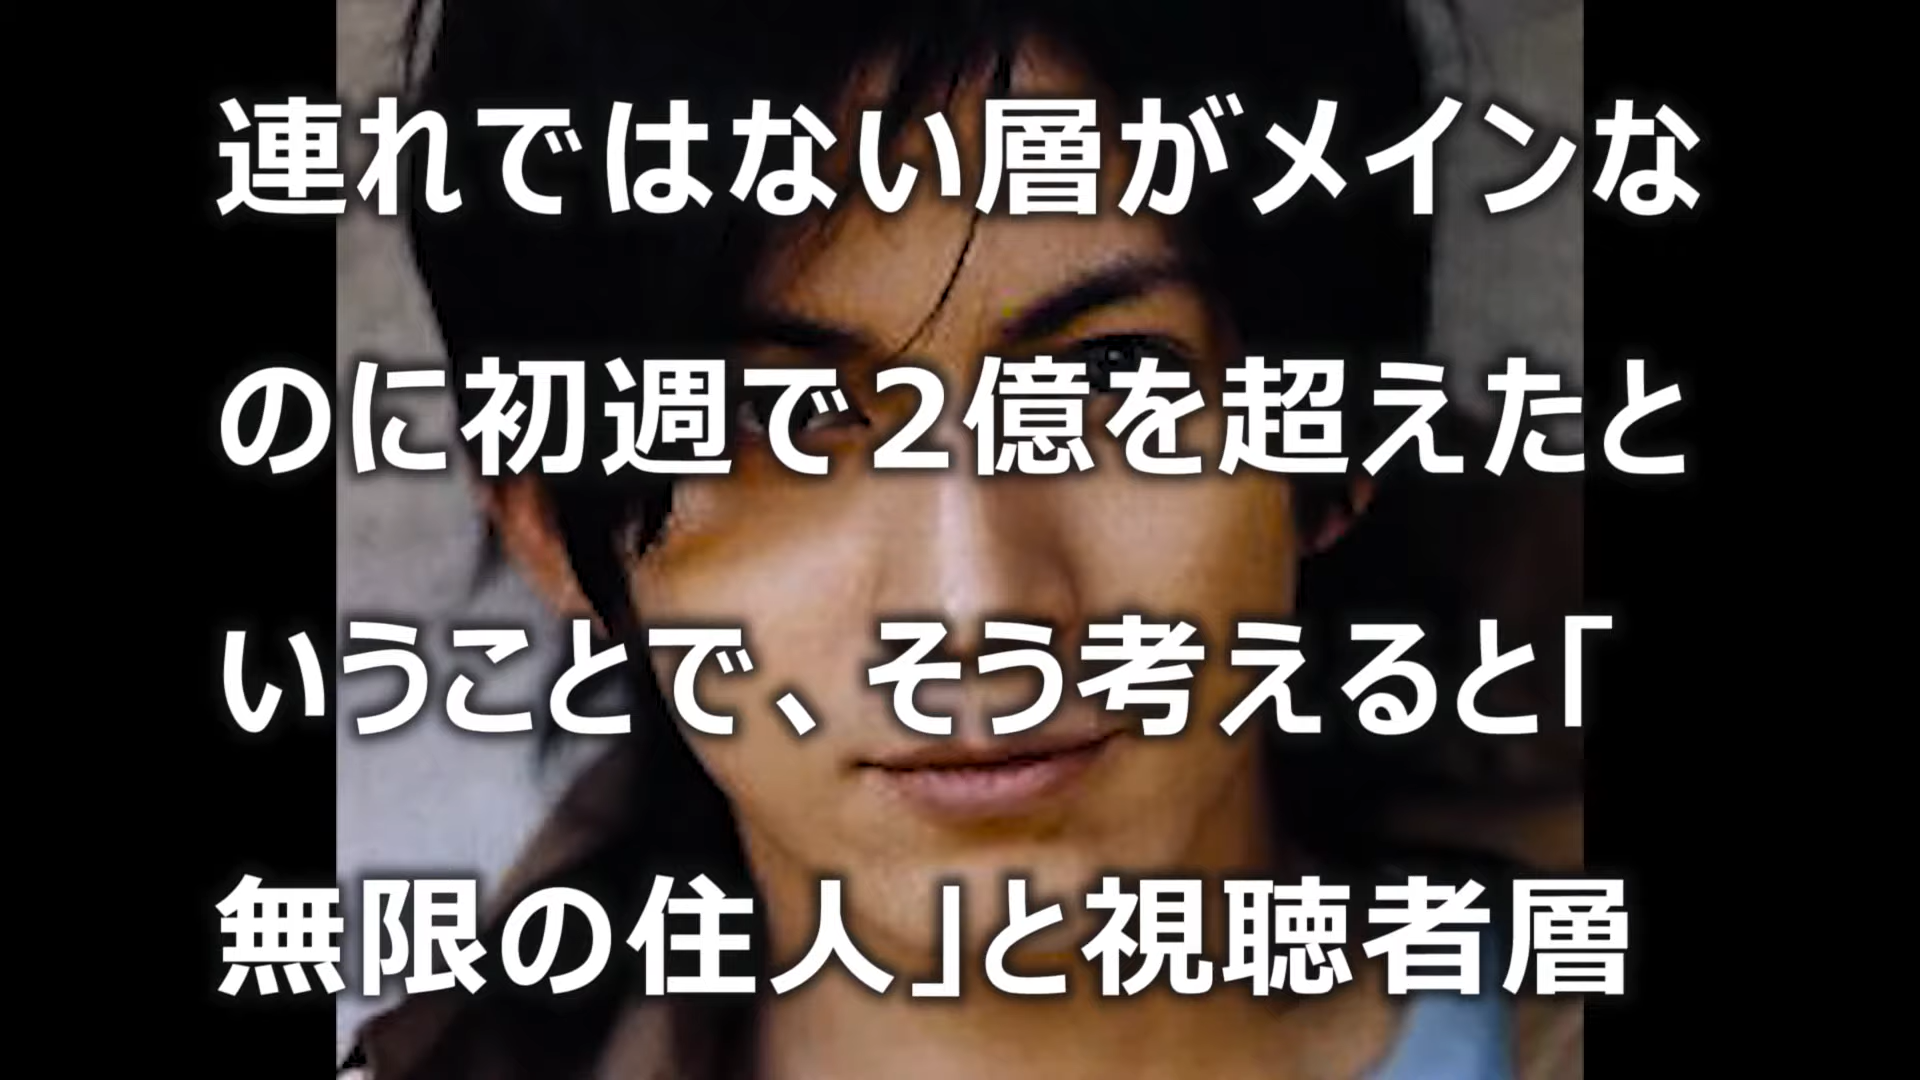 連れではない層がメインな
のに初週で２億を超えたと
いうことで、そう考えると「
無限の住人」と視聴者層